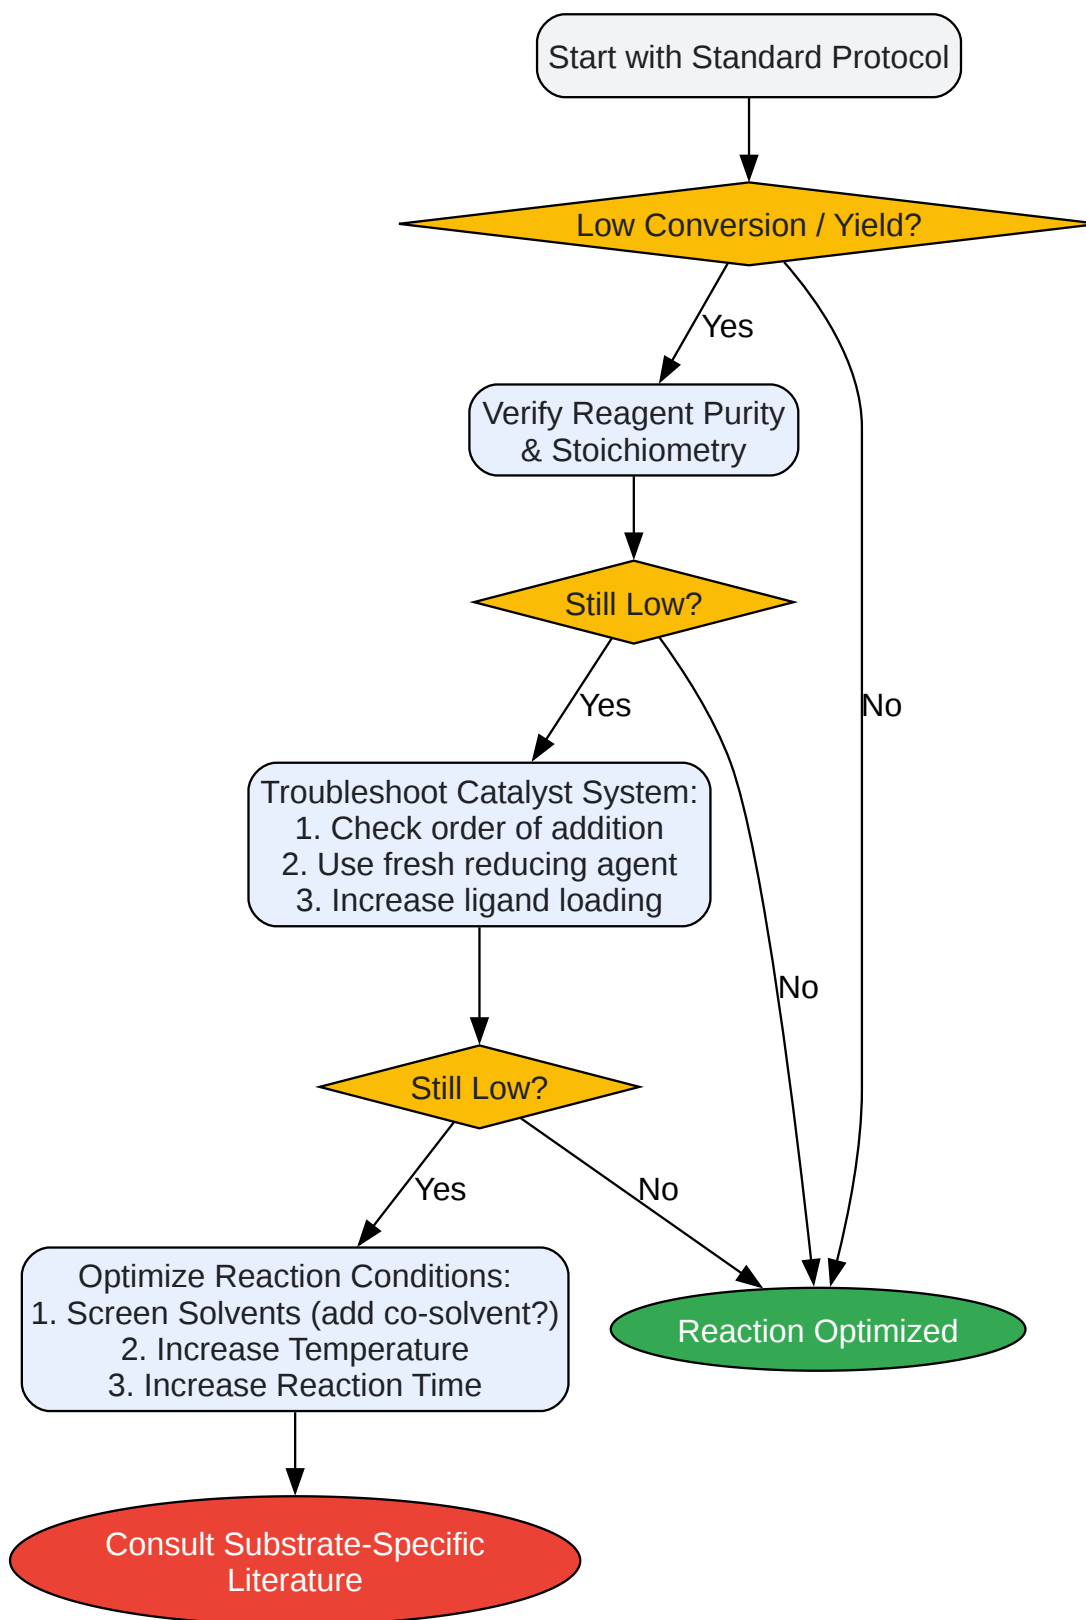 Start with Standard Protocol
Low Conversion / Yield?
Yes
Verify Reagent Purity
& Stoichiometry
Still Low?
Yes
No
Troubleshoot Catalyst System:
1. Check order of addition
2. Use fresh reducing agent
3. Increase ligand loading
No
Still Low?
Yes
No
Optimize Reaction Conditions:
1. Screen Solvents (add co-solvent?)
2. Increase Temperature
3. Increase Reaction Time
Reaction Optimized
Consult Substrate-Specific
Literature